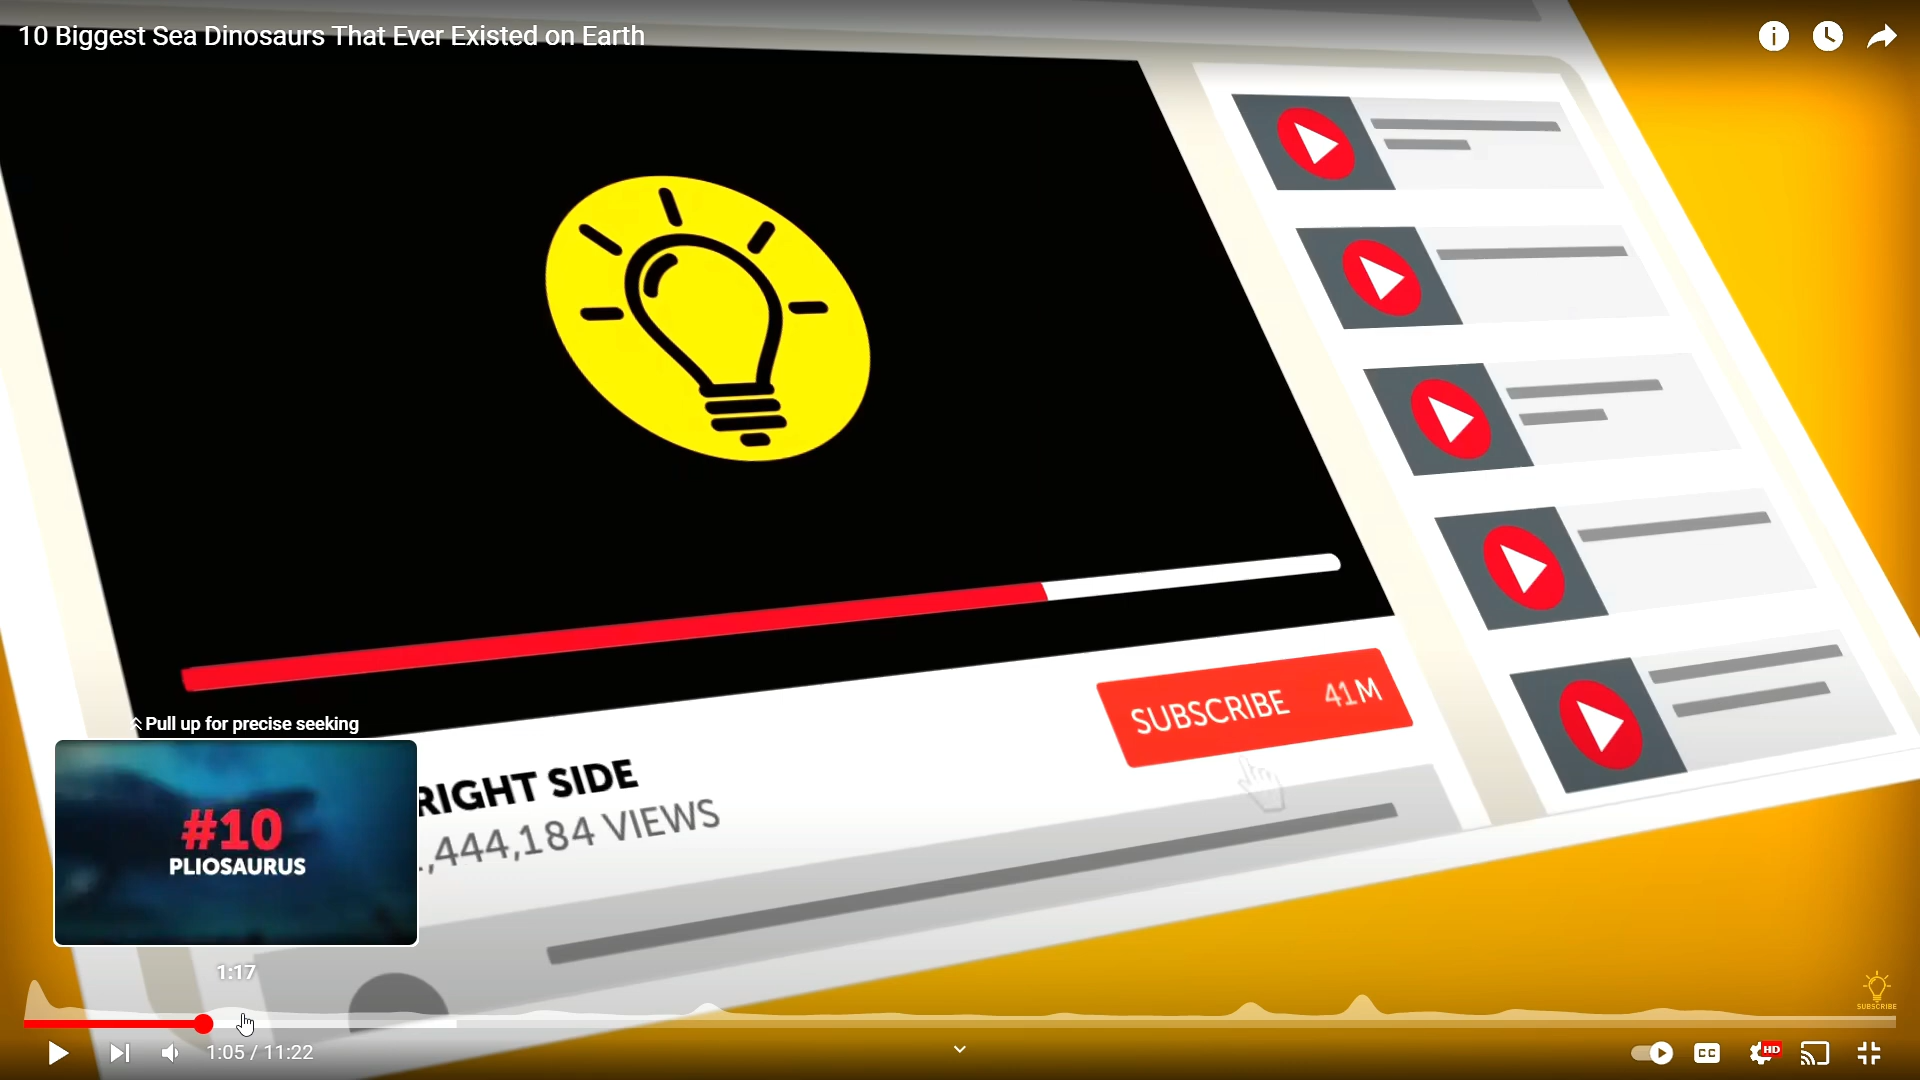 10 Biggest Sea Dinosaurs That Ever Existed on Earth
SUBSCRIBE 41M
Pull up for precise seeking
RIGHT SIDE
,444,184 VIEWS
#10
PLIOSAURUS
1:17
SUBSCRIBE
1:05 / 11:22
CC
HD